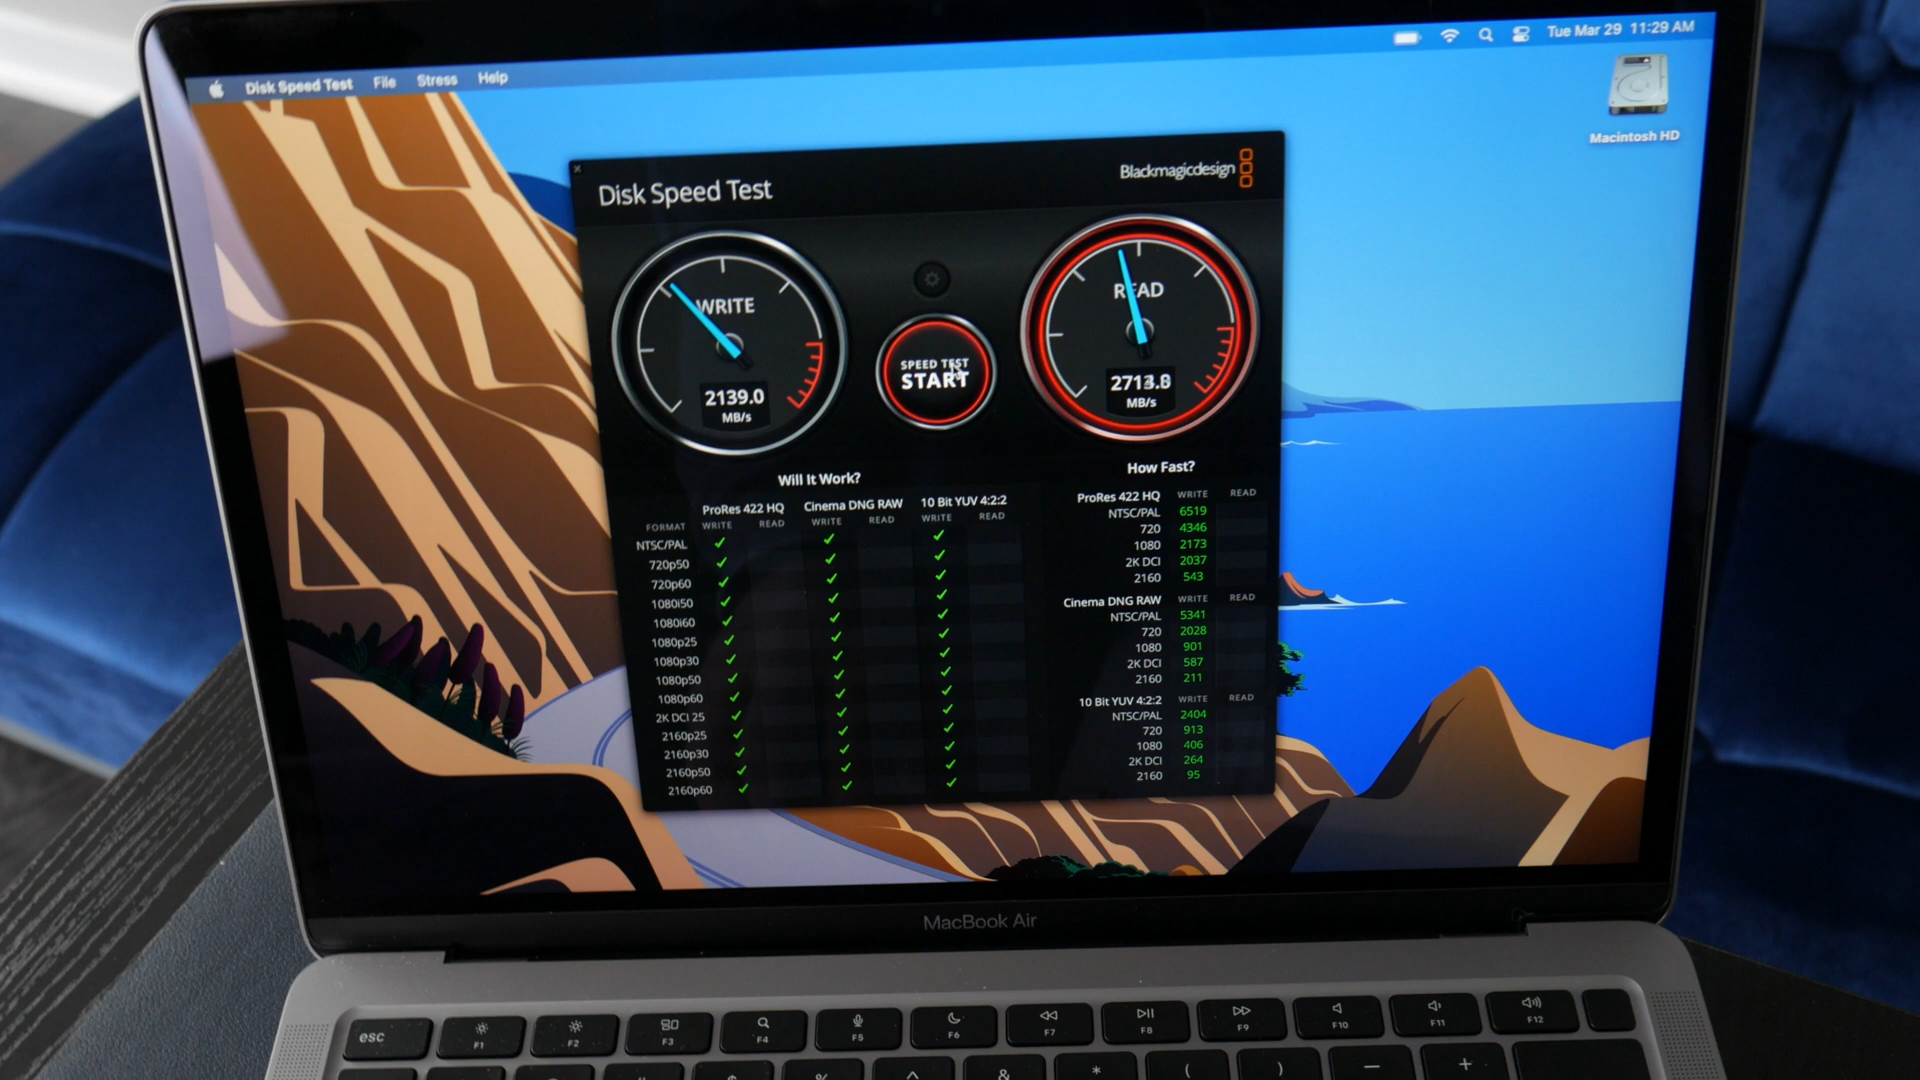 Disk Speed Test File Stress Help
Tue Mar 29 11:29 AM
Macintosh HD
Disk Speed Test
Blackmagicdesign
WRITE
2139.0
MB/s
SPEED TEST
START
READ
MB/s
Will It Work?
ProRes 422 HQ Cinema DNG RAW 10 Bit YUV 4:2:2
FORMAT WRITE READ WRITE READ WRITE READ
NTSC/PAL
720p50
720p60
1080i50
1080i60
1080p25
1080p30
1080p50
1080p60
2K DCI 25
2160p25
2160p30
2160p50
2160p60
How Fast?
ProRes 422 HQ WRITE READ
NTSC/PAL 6519
720 4346
1080 2173
2K DCI 2037
2160 543
Cinema DNG RAW WRITE READ
NTSC/PAL 5341
720 2028
1080 901
2K DCI 587
2160 211
10 Bit YUV 4:2:2 WRITE READ
NTSC/PAL 2404
720 913
1080 406
2K DCI 264
2160 95
MacBook Air
esc F1 F2 F3 F4 F5 F6 F7 F8 F9 F10 F11 F12
* ( ) — +